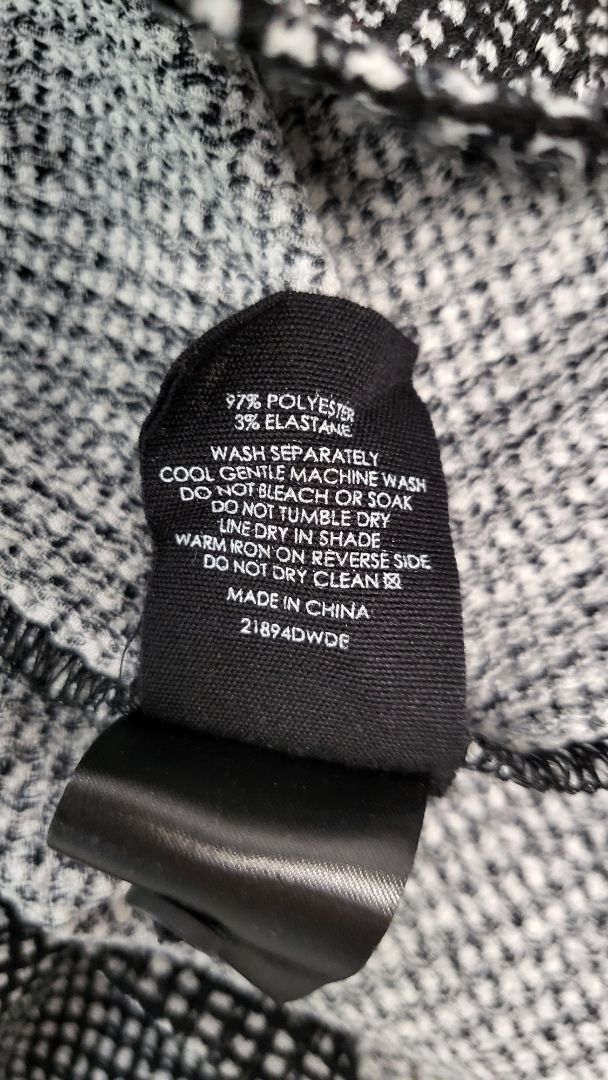 97% POLYESTER
3% ELASTANE
WASH SEPARATELY
COOL GENTLE MACHINE WASH
DO NOT BLEACH OR SOAK
DO NOT TUMBLE DRY
LINE DRY IN SHADE
WARM IRON ON REVERSE SIDE
DO NOT DRY CLEAN
MADE IN CHINA
21894DWDE